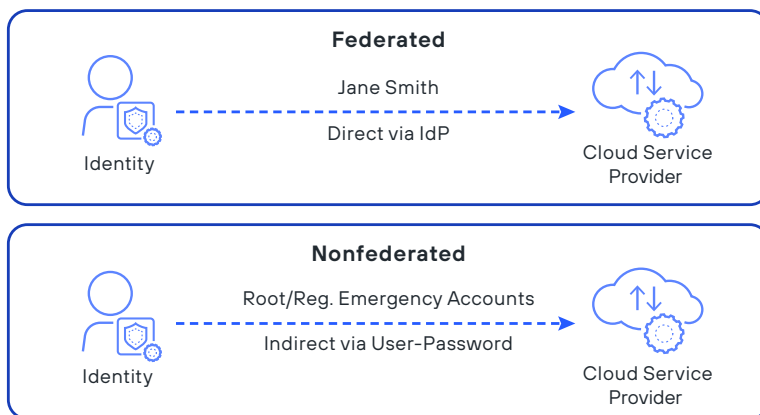 Federated
Jane Smith
Direct via IdP
Identity
Cloud Service
Provider
Nonfederated
Root/Reg. Emergency Accounts
Indirect via User-Password
Identity
Cloud Service
Provider